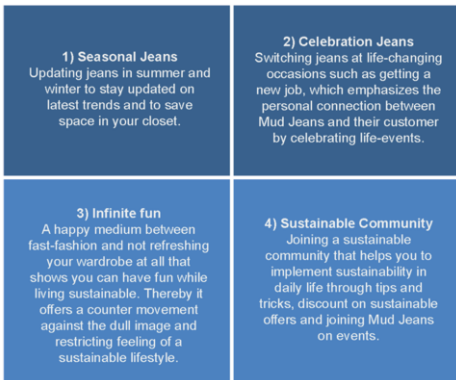 1) Seasonal Jeans
Updating jeans in summer and
winter to stay updated on
latest trends and to save
space in your closet.
2) Celebration Jeans
Switching jeans at life-changing
occasions such as getting a
new job, which emphasizes the
personal connection between
Mud Jeans and their customer
by celebrating life-events.
3) Infinite fun
A happy medium between
fast-fashion and not refreshing
your wardrobe at all that
shows you can have fun while
living sustainable. Thereby it
offers a counter movement
against the dull image and
restricting feeling of a
sustainable lifestyle.
4) Sustainable Community
Joining a sustainable
community that helps you to
implement sustainability in
daily life through tips and
tricks, discount on sustainable
offers and joining Mud Jeans
on events.